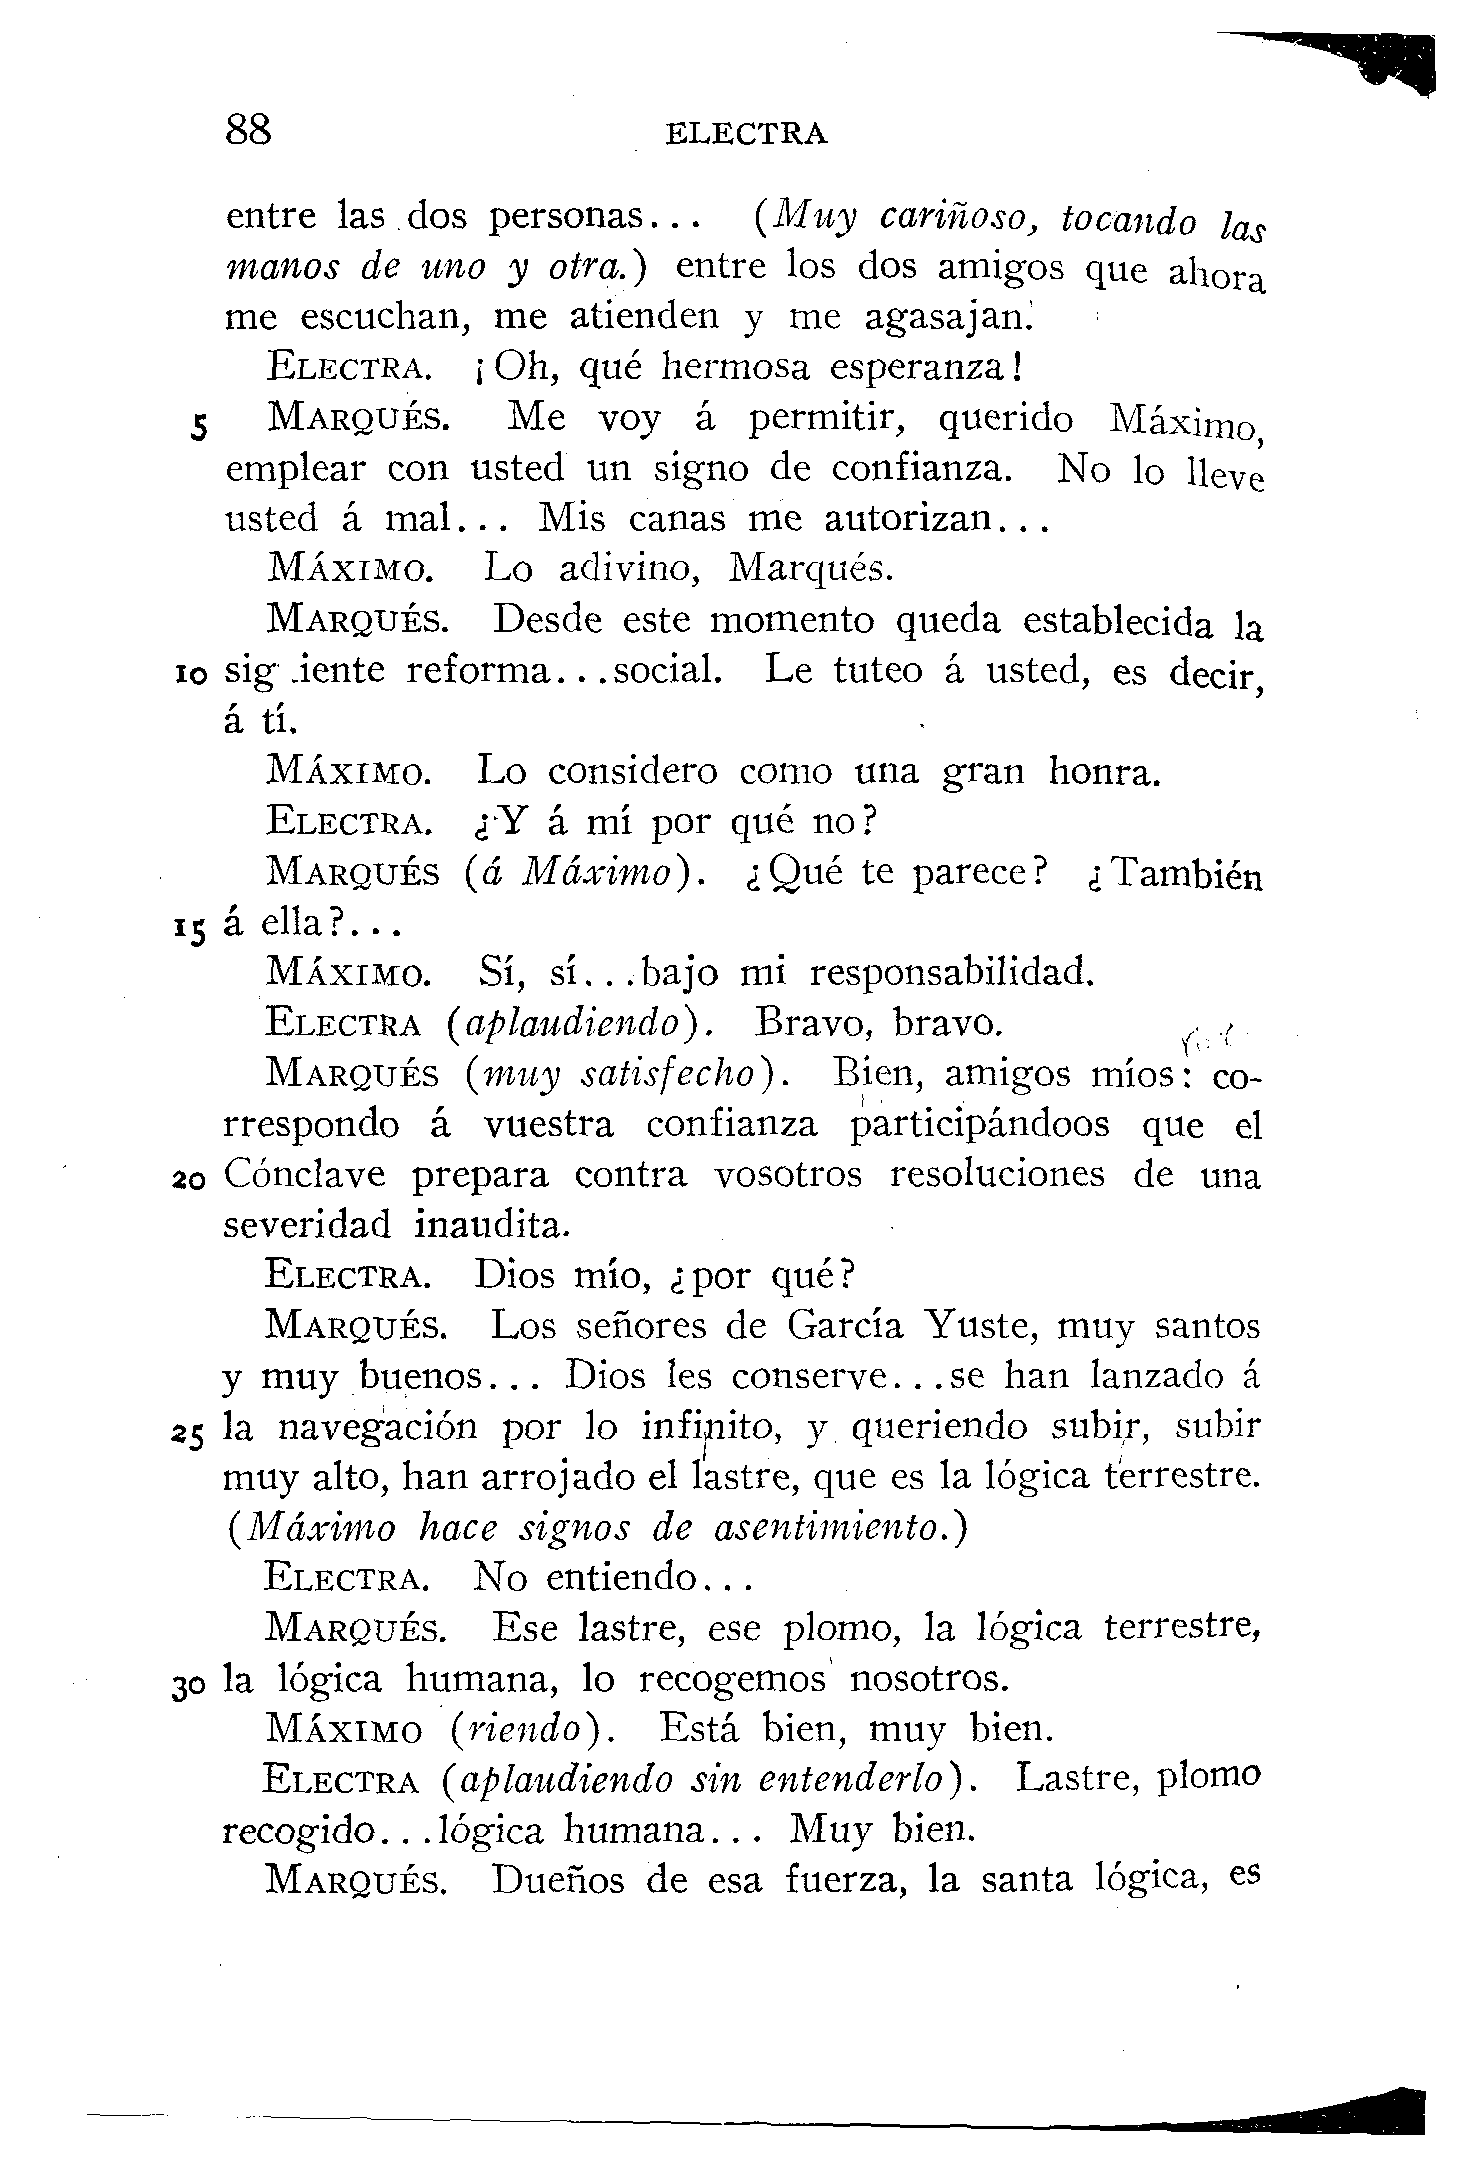 88 ELECTRA
entre las dos personas... (Muy cariñoso, tocando las
manos de uno y otra.) entre los dos amigos que ahora
me escuchan, me atienden y me agasajan.
ELECTRA. ¡Oh, qué hermosa esperanza!
5 MARQUÉS. Me voy á permitir, querido Máximo,
emplear con usted un signo de confianza. No lo lleve
usted á mal... Mis canas me autorizan...
MÁXIMO. Lo adivino, Marqués.
MARQUÉS. Desde este momento queda establecida la
10 sig iente reforma...social. Le tuteo á usted, es decir,
á tí.
MÁXIMO. Lo considero como una gran honra.
ELECTRA. ¿Y á mí por qué no?
MARQUÉS (á Máximo). ¿Qué te parece? ¿También
15 á ella?...
MÁXIMO. Sí, sí...bajo mi responsabilidad.
ELECTRA (aplaudiendo). Bravo, bravo.
MARQUÉS (muy satisfecho). Bien, amigos míos: co-
rrespondo á vuestra confianza participándoos que el
20 Cónclave prepara contra vosotros resoluciones de una
severidad inaudita.
ELECTRA. Dios mío, ¿por qué?
MARQUÉS. Los señores de García Yuste, muy santos
y muy buenos... Dios les conserve...se han lanzado á
25 la navegación por lo infinito, y queriendo subir, subir
muy alto, han arrojado el lastre, que es la lógica terrestre.
(Máximo hace signos de asentimiento.)
ELECTRA. No entiendo...
MARQUÉS. Ese lastre, ese plomo, la lógica terrestre,
30 la lógica humana, lo recogemos nosotros.
MÁXIMO (riendo). Está bien, muy bien.
ELECTRA (aplaudiendo sin entenderlo). Lastre, plomo
recogido...lógica humana... Muy bien.
MARQUÉS. Dueños de esa fuerza, la santa lógica, es